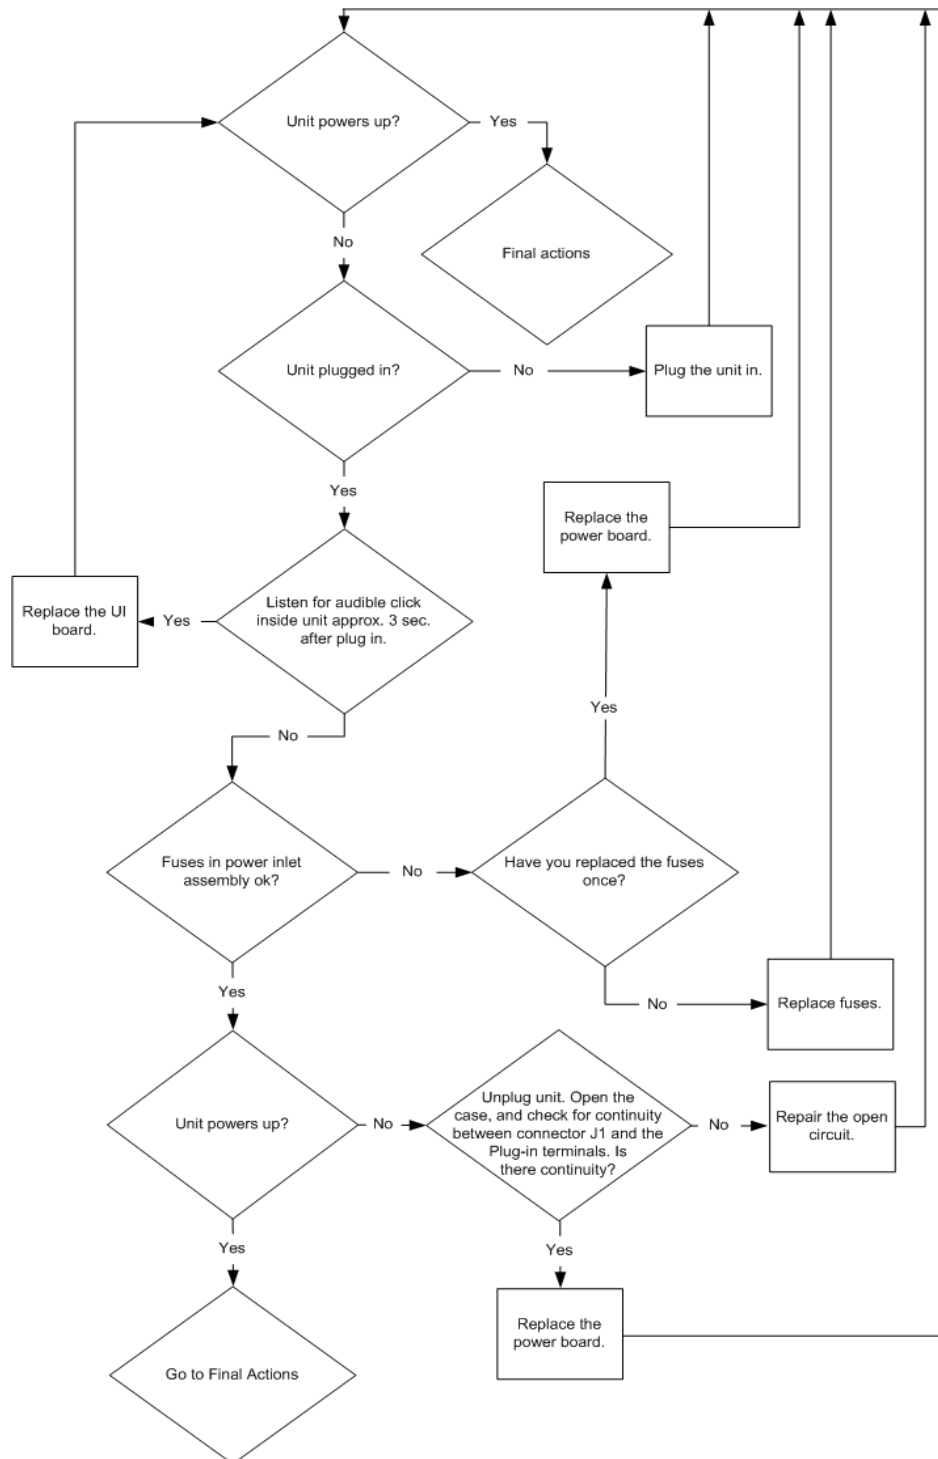 Unit powers up?
Yes
Final actions
No
Unit plugged in?
No
Plug the unit in.
Yes
Replace the
power board.
Listen for audible click
inside unit approx. 3 sec.
after plug in.
Yes
Replace the UI
board.
No
Yes
Fuses in power inlet
assembly ok?
No
Have you replaced the fuses
once?
Yes
No
Replace fuses.
Unit powers up?
No
Unplug unit. Open the
case, and check for continuity
between connector J1 and the
Plug-in terminals. Is
there continuity?
No
Repair the open
circuit.
Yes
Yes
Replace the
power board.
Go to Final Actions